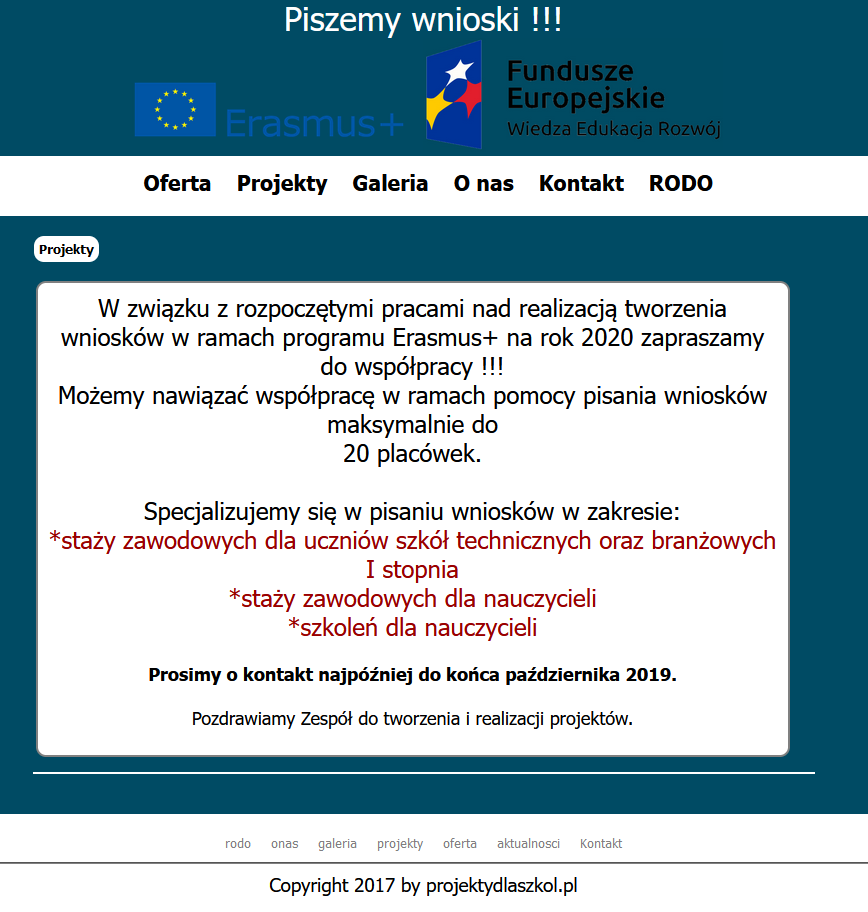 Piszemy wnioski !!!
Erasmus+
Fundusze
Europejskie
Wiedza Edukacja Rozwój
Oferta Projekty Galeria O nas Kontakt RODO
Projekty
W związku z rozpoczętymi pracami nad realizacją tworzenia
wniosków w ramach programu Erasmus+ na rok 2020 zapraszamy
do współpracy !!!
Możemy nawiązać współpracę w ramach pomocy pisania wniosków
maksymalnie do
20 placówek.
Specjalizujemy się w pisaniu wniosków w zakresie:
*staży zawodowych dla uczniów szkół technicznych oraz branżowych
I stopnia
*staży zawodowych dla nauczycieli
*szkoleń dla nauczycieli
Prosimy o kontakt najpóźniej do końca października 2019.
Pozdrawiamy Zespół do tworzenia i realizacji projektów.
rodo onas galeria projekty oferta aktualnosci Kontakt
Copyright 2017 by projektydlaszkol.pl